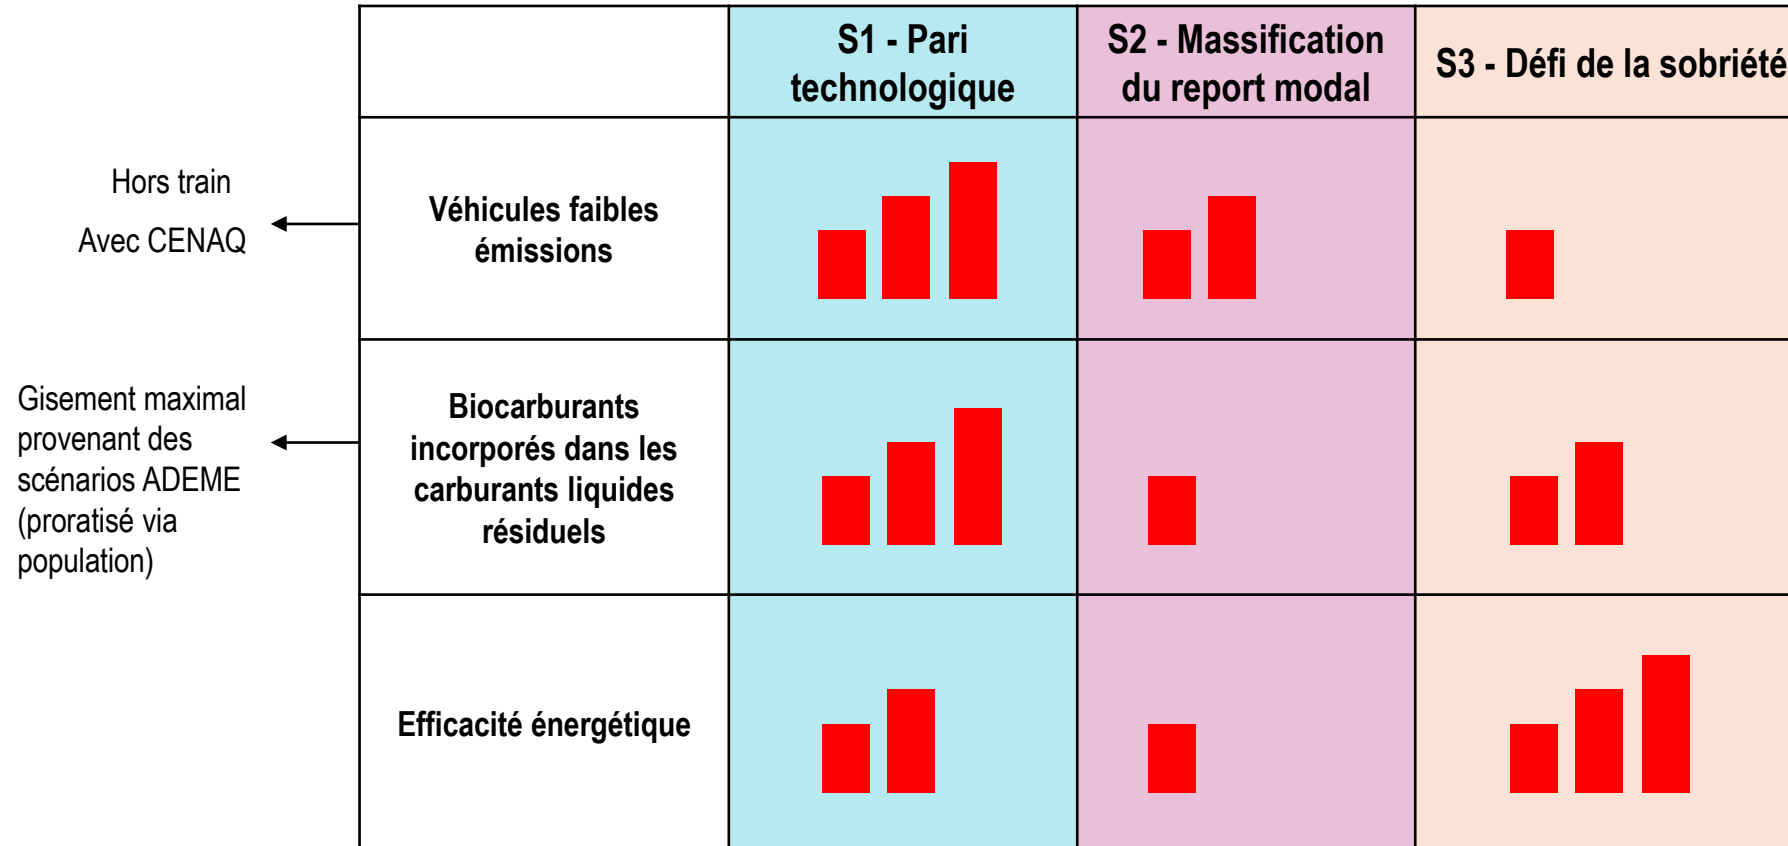 S1 - Pari
technologique
S2 - Massification
du report modal
S3 - Défi de la sobriété
Hors train
Avec CENAQ
Véhicules faibles
émissions
Gisement maximal
provenant des
scénarios ADEME
(proratisé via
population)
Biocarburants
incorporés dans les
carburants liquides
résiduels
Efficacité énergétique